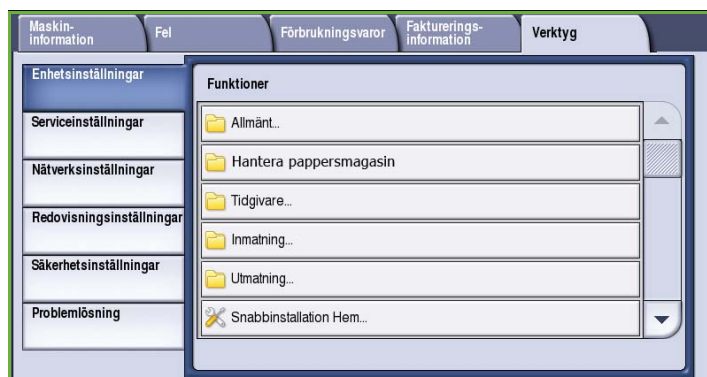 Maskin-
information
Fel
Förbrukningsvaror
Fakturerings-
information
Verktyg
Enhetsinställningar
Serviceinställningar
Nätverksinställningar
Redovisningsinställningar
Säkerhetsinställningar
Problemlösning
Funktioner
Allmänt...
Hantera pappersmagasin
Tidgivare...
Inmatning...
Utmatning...
Snabbinstallation Hem...